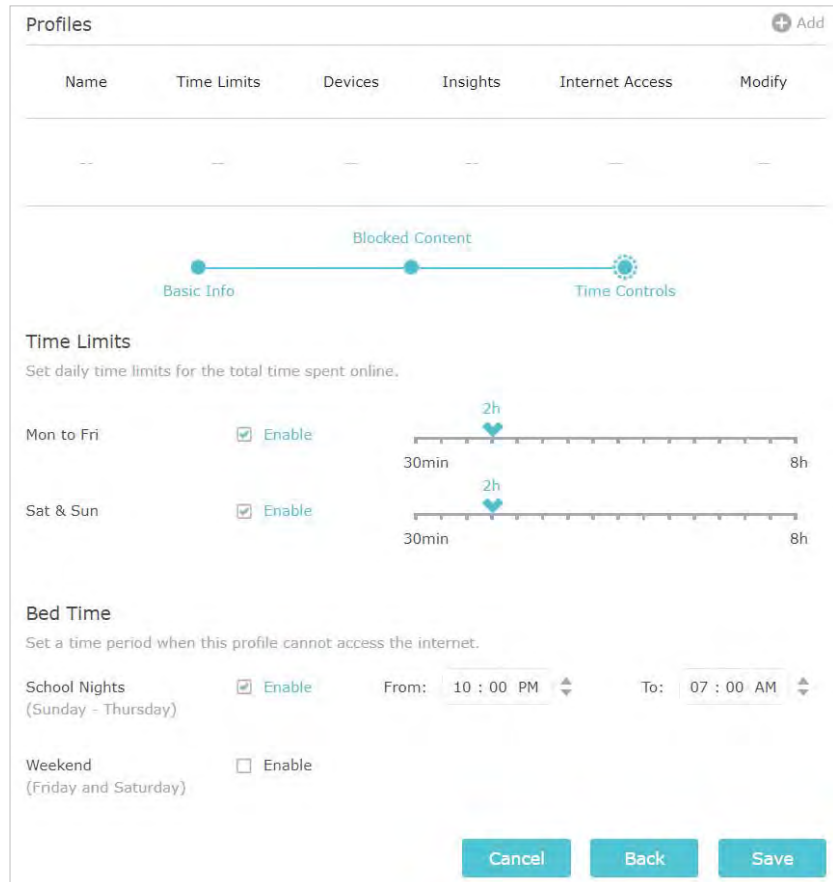 Profiles Add
Name Time Limits Devices Insights Internet Access Modify
-- -- -- -- -- --
Blocked Content
Basic Info Time Controls
Time Limits
Set daily time limits for the total time spent online.
2h
Mon to Fri Enable
30min 8h
2h
Sat & Sun Enable
30min 8h
Bed Time
Set a time period when this profile cannot access the internet.
School Nights Enable From: 10 : 00 PM To: 07 : 00 AM
(Sunday - Thursday)
Weekend Enable
(Friday and Saturday)
Cancel Back Save